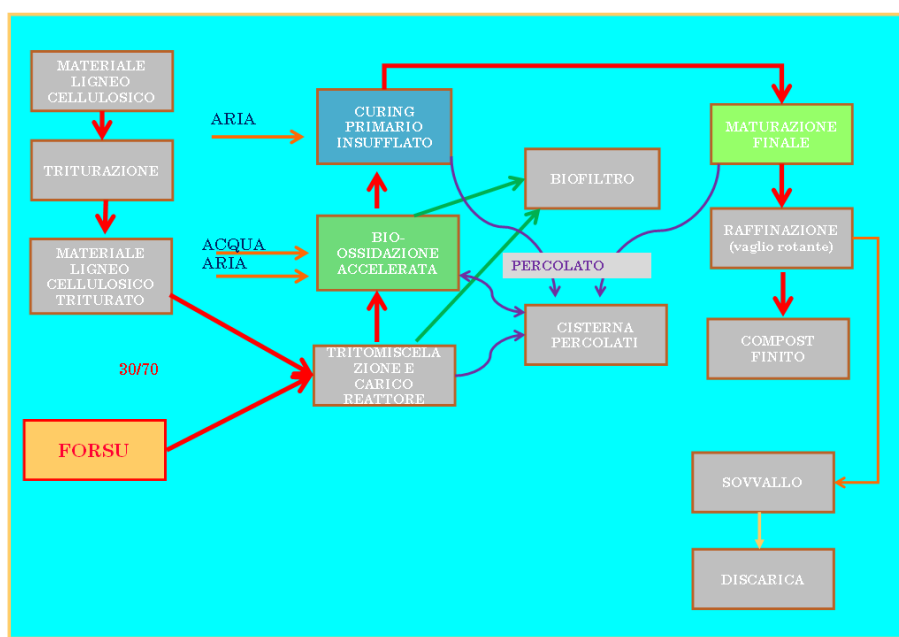 MATERIALE
LIGNEO
CELLULOSICO
TRITURAZIONE
MATERIALE
LIGNEO
CELLULOSICO
TRITURATO
30/70
FORSU
ARIA
CURING
PRIMARIO
INSUFFLATO
ACQUA
ARIA
BIO-
OSSIDAZIONE
ACCELERATA
TRITOMISCELA
ZIONE E
CARICO
REATTORE
BIOFILTRO
PERCOLATO
CISTERNA
PERCOLATI
MATURAZIONE
FINALE
RAFFINAZIONE
(vaglio rotante)
COMPOST
FINITO
SOVVALLO
DISCARICA